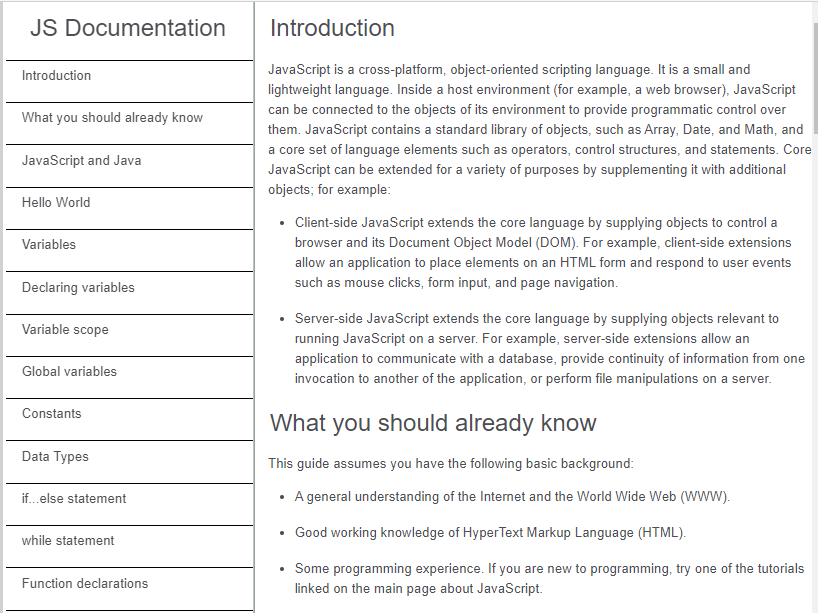 JS Documentation
Introduction
What you should already know
JavaScript and Java
Hello World
Variables
Declaring variables
Variable scope
Global variables
Constants
Data Types
if...else statement
while statement
Function declarations
Introduction
JavaScript is a cross-platform, object-oriented scripting language. It is a small and
lightweight language. Inside a host environment (for example, a web browser), JavaScript
can be connected to the objects of its environment to provide programmatic control over
them. JavaScript contains a standard library of objects, such as Array, Date, and Math, and
a core set of language elements such as operators, control structures, and statements. Core
JavaScript can be extended for a variety of purposes by supplementing it with additional
objects; for example:
• Client-side JavaScript extends the core language by supplying objects to control a
browser and its Document Object Model (DOM). For example, client-side extensions
allow an application to place elements on an HTML form and respond to user events
such as mouse clicks, form input, and page navigation.
• Server-side JavaScript extends the core language by supplying objects relevant to
running JavaScript on a server. For example, server-side extensions allow an
application to communicate with a database, provide continuity of information from one
invocation to another of the application, or perform file manipulations on a server.
What you should already know
This guide assumes you have the following basic background:
• A general understanding of the Internet and the World Wide Web (WWW).
• Good working knowledge of HyperText Markup Language (HTML).
• Some programming experience. If you are new to programming, try one of the tutorials
linked on the main page about JavaScript.